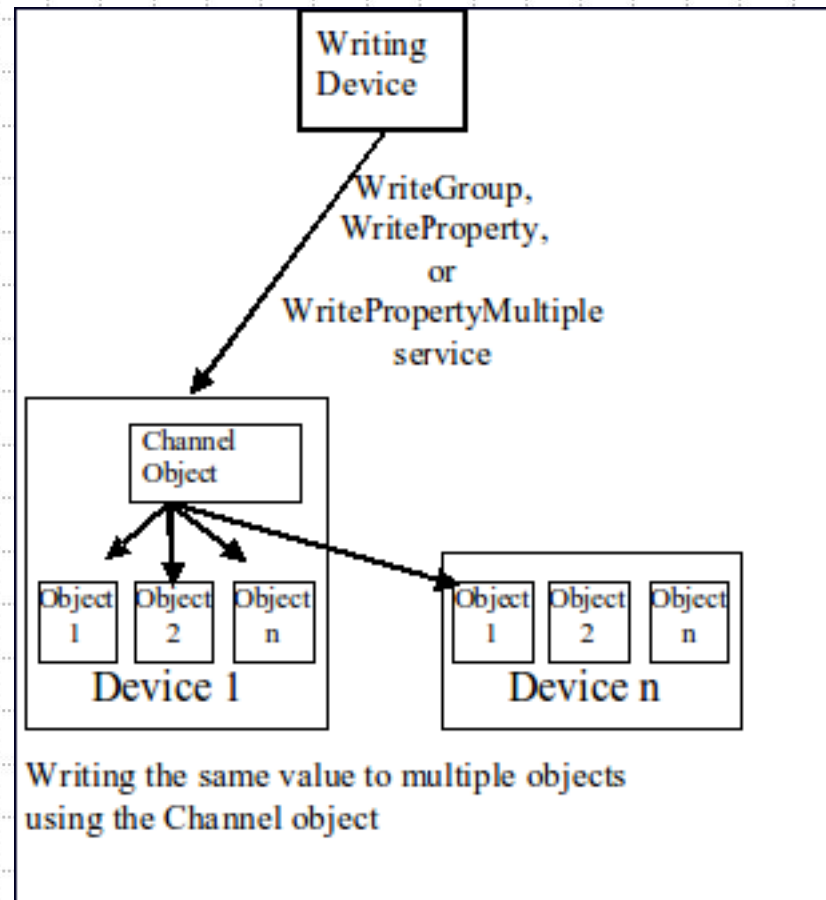 Writing
Device
WriteGroup,
WriteProperty,
or
WritePropertyMultiple
service
Channel
Object
Object Object Object
1 2 n
Device 1
Object Object Object
1 2 n
Device n
Writing the same value to multiple objects
using the Channel object